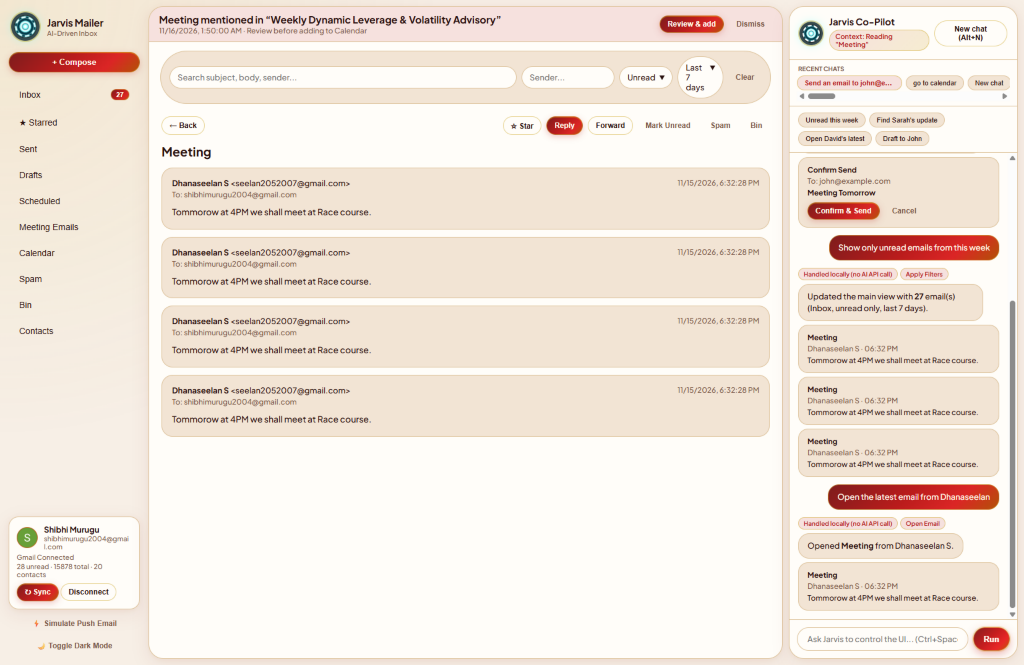 Jarvis Mailer
AI-Driven Inbox
+ Compose
Inbox 27
★ Starred
Sent
Drafts
Scheduled
Meeting Emails
Calendar
Spam
Bin
Contacts
S
Shibhi Murugu
shibhimurugu2004@gmai
l.com
Gmail Connected
28 unread · 15878 total · 20
contacts
↻ Sync Disconnect
⚡ Simulate Push Email
🌙 Toggle Dark Mode
Meeting mentioned in “Weekly Dynamic Leverage & Volatility Advisory”
11/16/2026, 1:50:00 AM · Review before adding to Calendar
Review & add Dismiss
Search subject, body, sender...
Sender...
Unread ▼
Last
7
days
▼
Clear
← Back
☆ Star Reply Forward Mark Unread Spam Bin
Meeting
Dhanaseelan S <seelan2052007@gmail.com> 11/15/2026, 6:32:28 PM
To: shibhimurugu2004@gmail.com
Tommorow at 4PM we shall meet at Race course.
Dhanaseelan S <seelan2052007@gmail.com> 11/15/2026, 6:32:28 PM
To: shibhimurugu2004@gmail.com
Tommorow at 4PM we shall meet at Race course.
Dhanaseelan S <seelan2052007@gmail.com> 11/15/2026, 6:32:28 PM
To: shibhimurugu2004@gmail.com
Tommorow at 4PM we shall meet at Race course.
Dhanaseelan S <seelan2052007@gmail.com> 11/15/2026, 6:32:28 PM
To: shibhimurugu2004@gmail.com
Tommorow at 4PM we shall meet at Race course.
Jarvis Co-Pilot
Context: Reading
"Meeting"
New chat
(Alt+N)
RECENT CHATS
Send an email to john@e... go to calendar New chat
Unread this week Find Sarah's update
Open David's latest Draft to John
Confirm Send
To: john@example.com
Meeting Tomorrow
Confirm & Send Cancel
Show only unread emails from this week
Handled locally (no AI API call) Apply Filters
Updated the main view with 27 email(s)
(Inbox, unread only, last 7 days).
Meeting
Dhanaseelan S · 06:32 PM
Tommorow at 4PM we shall meet at Race course.
Meeting
Dhanaseelan S · 06:32 PM
Tommorow at 4PM we shall meet at Race course.
Meeting
Dhanaseelan S · 06:32 PM
Tommorow at 4PM we shall meet at Race course.
Open the latest email from Dhanaseelan
Handled locally (no AI API call) Open Email
Opened Meeting from Dhanaseelan S.
Meeting
Dhanaseelan S · 06:32 PM
Tommorow at 4PM we shall meet at Race course.
Ask Jarvis to control the UI... (Ctrl+Spac
Run